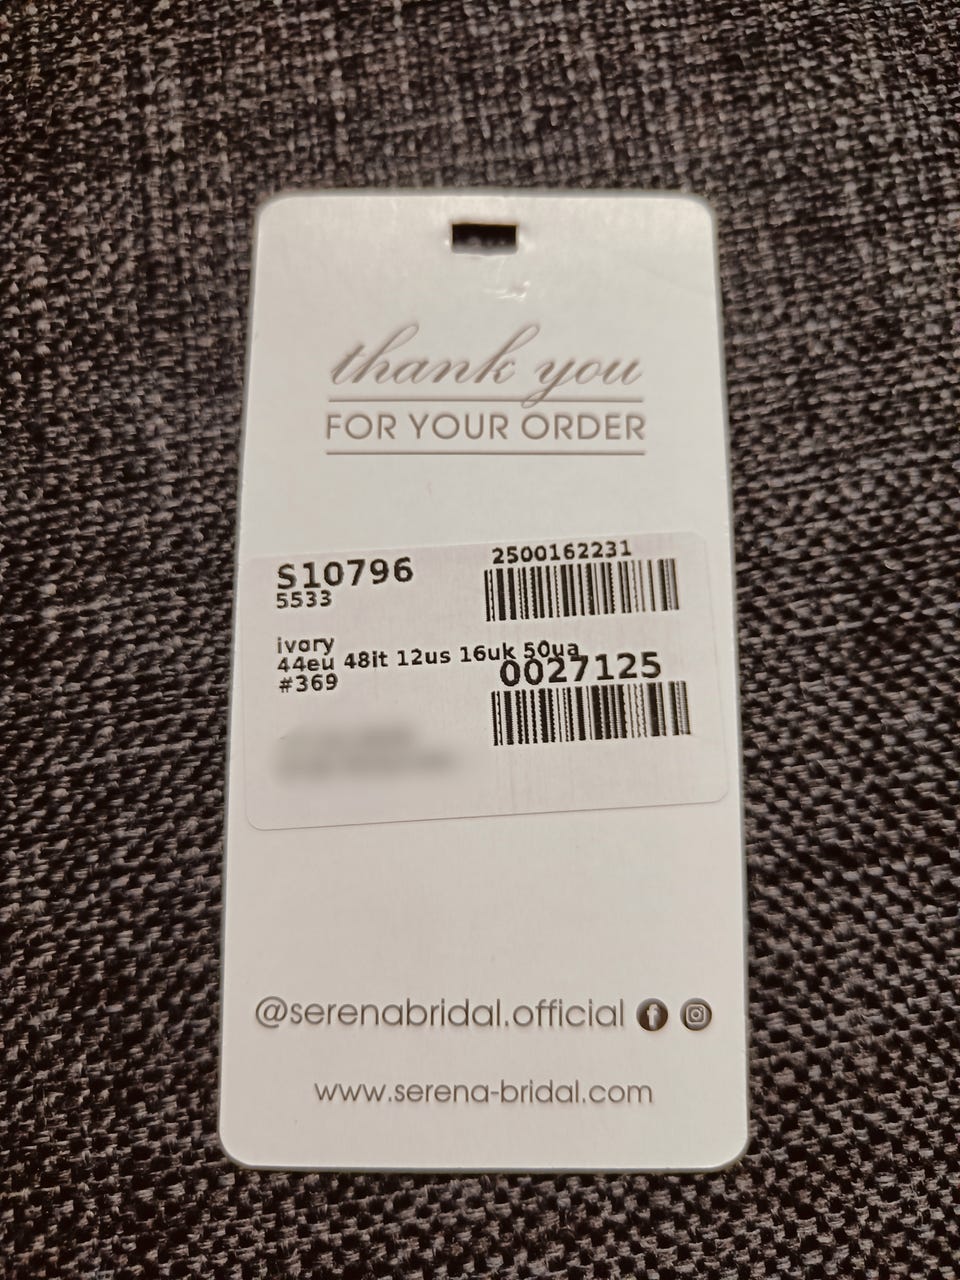 thank you
FOR YOUR ORDER
S10796
5533
2500162231
ivory
44eu 48it 12us 16uk 50ua
#369
0027125
@serenabridal.official
www.serena-bridal.com